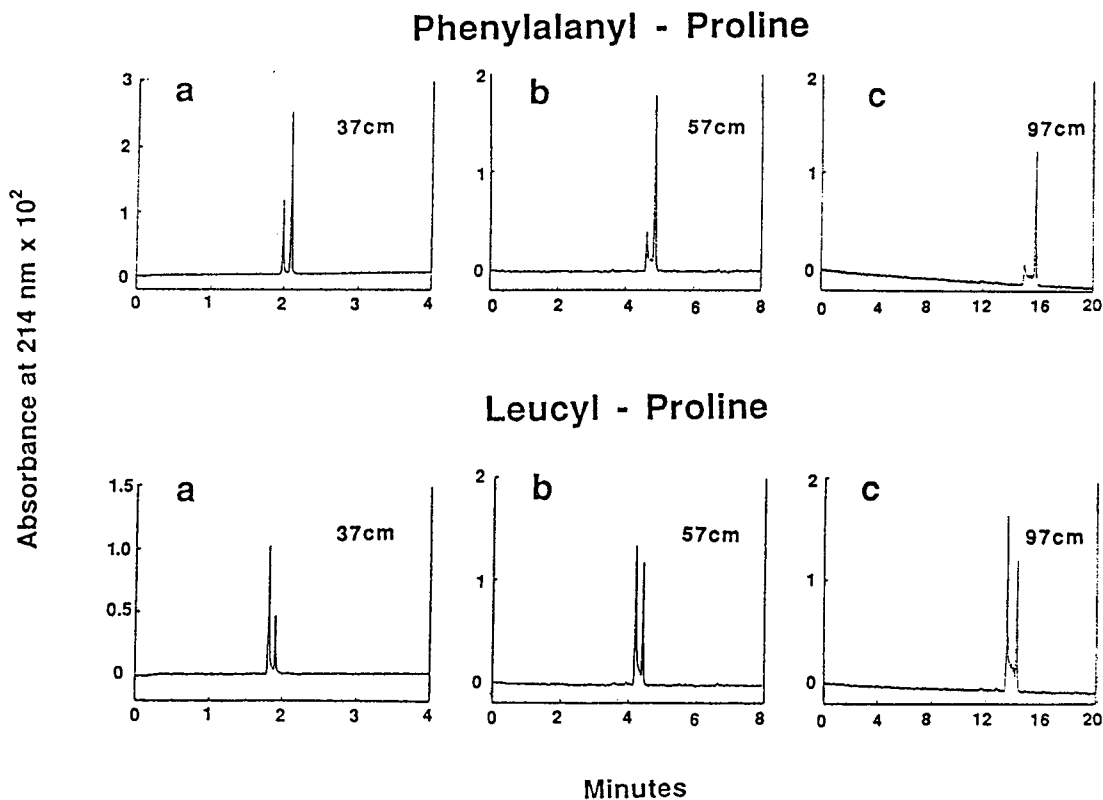 Phenylalanyl - Proline
a
37cm
3
2
1
0
0 1 2 3 4
b
57cm
2
1
0
0 2 4 6 8
c
97cm
2
1
0
0 4 8 12 16 20
Absorbance at 214 nm x 10²
Leucyl - Proline
a
37cm
1.5
1.0
0.5
0
0 1 2 3 4
b
57cm
2
1
0
0 2 4 6 8
c
97cm
2
1
0
0 4 8 12 16 20
Minutes